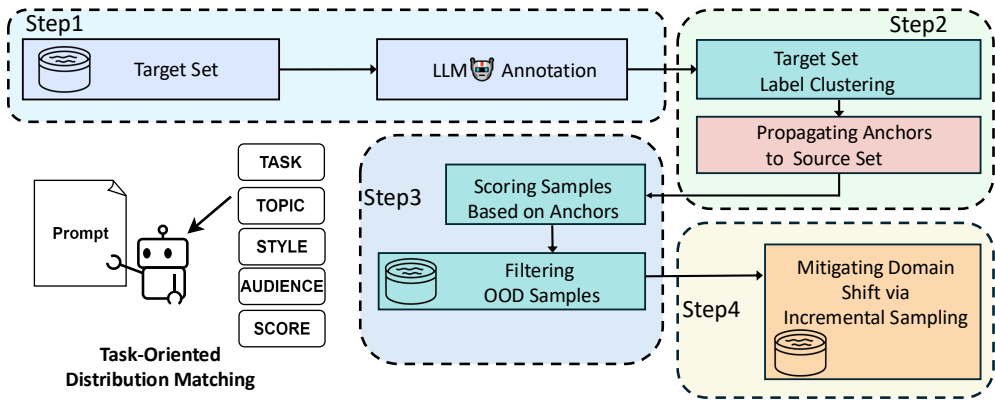 Step1
Target Set
LLM Annotation
Step2
Target Set
Label Clustering
Propagating Anchors
to Source Set
Step3
Scoring Samples
Based on Anchors
Filtering
OOD Samples
Step4
Mitigating Domain
Shift via
Incremental Sampling
Prompt
TASK
TOPIC
STYLE
AUDIENCE
SCORE
Task-Oriented
Distribution Matching